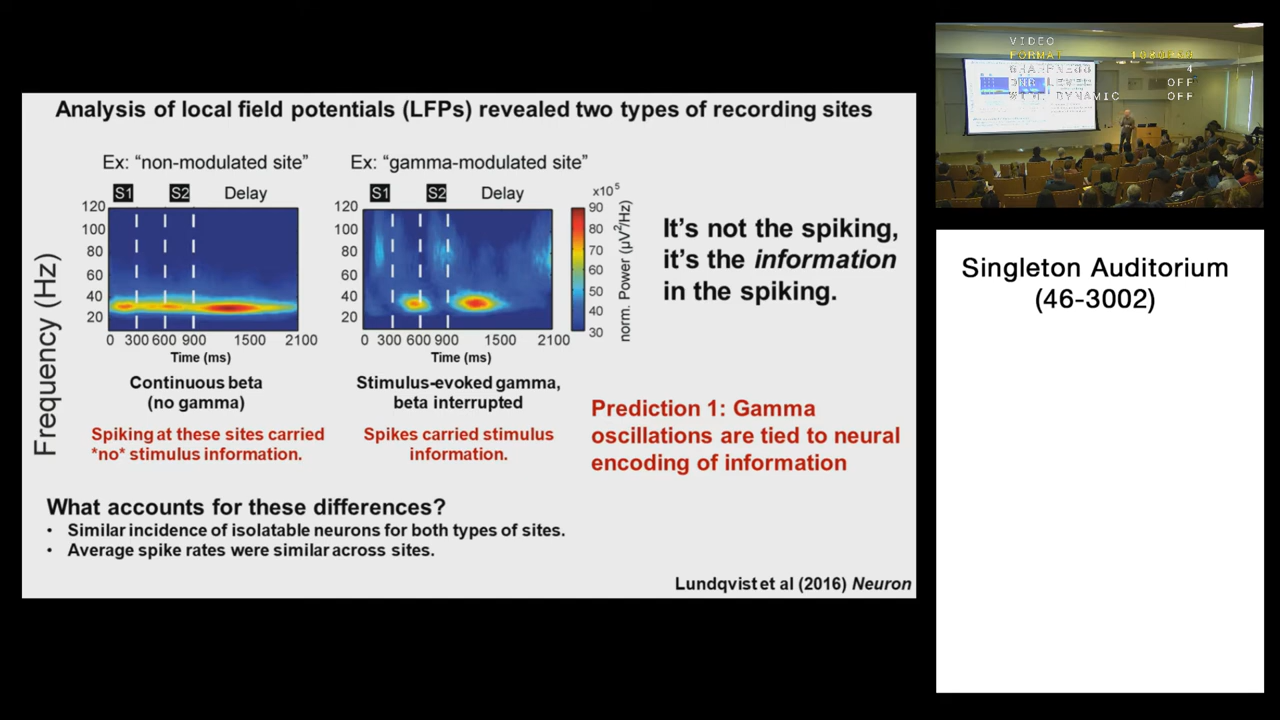 Analysis of local field potentials (LFPs) revealed two types of recording sites
Ex: “non-modulated site”
Ex: “gamma-modulated site”
S1 S2 Delay
S1 S2 Delay
x10^5
120
100
80
60
40
20
0 300 600 900 1500 2100
Time (ms)
120
100
80
60
40
20
0 300 600 900 1500 2100
Time (ms)
90
80
70
60
50
40
30
norm. Power (μV²/Hz)
Frequency (Hz)
Continuous beta
(no gamma)
Spiking at these sites carried
*no* stimulus information.
Stimulus-evoked gamma,
beta interrupted
Spikes carried stimulus
information.
It’s not the spiking,
it’s the information
in the spiking.
Prediction 1: Gamma
oscillations are tied to neural
encoding of information
What accounts for these differences?
• Similar incidence of isolatable neurons for both types of sites.
• Average spike rates were similar across sites.
Lundqvist et al (2016) Neuron
VIDEO
FORMAT
SHARPNESS 4
OFF
DYNAMIC OFF
Singleton Auditorium
(46-3002)